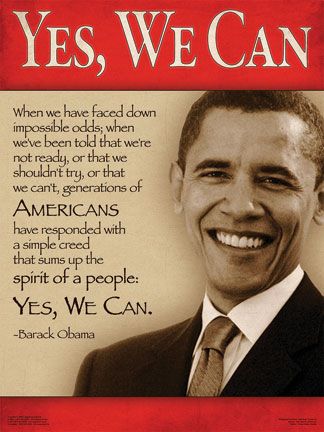 YES, WE CAN
When we have faced down
impossible odds; when
we've been told that we're
not ready, or that we
shouldn't try, or that
we can't, generations of
AMERICANS
have responded with
a simple creed
that sums up the
spirit of a people:
YES, WE CAN.
-Barack Obama